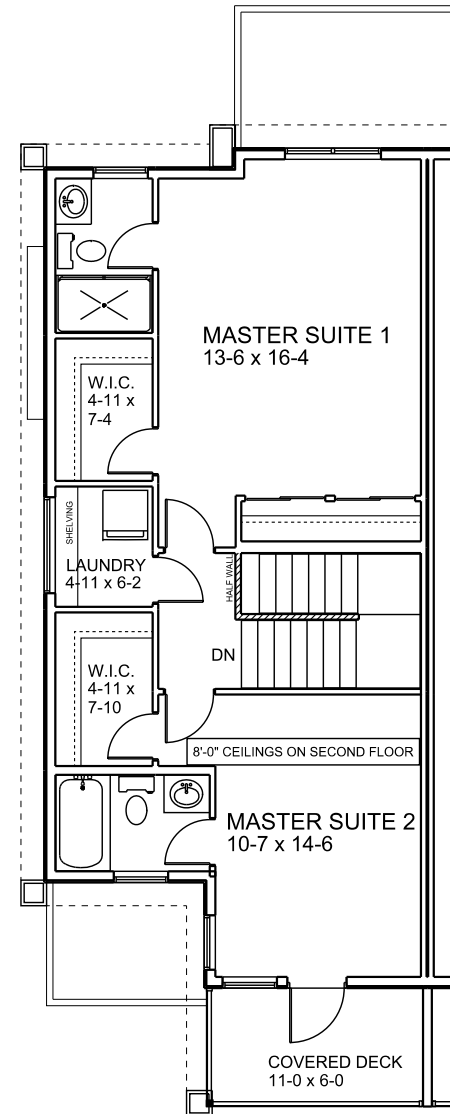 MASTER SUITE 1
13-6 x 16-4
W.I.C.
4-11 x
7-4
SHELVING
LAUNDRY
4-11 x 6-2
HALF WALL
DN
W.I.C.
4-11 x
7-10
8'-0" CEILINGS ON SECOND FLOOR
MASTER SUITE 2
10-7 x 14-6
COVERED DECK
11-0 x 6-0